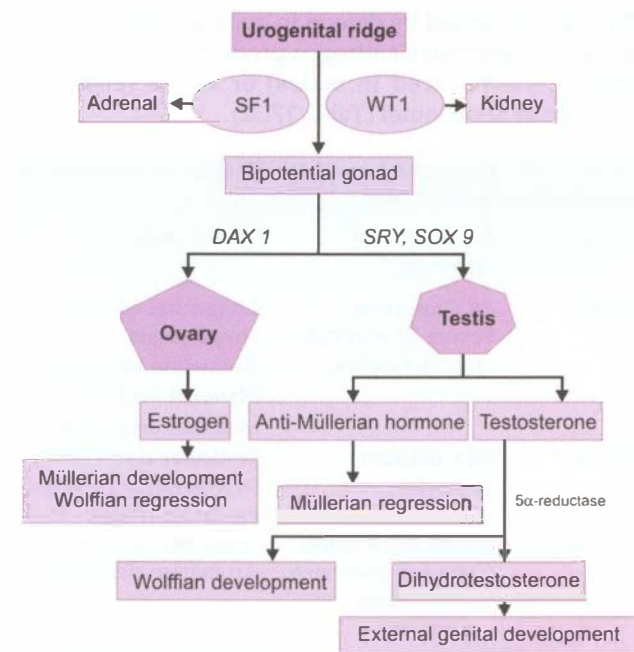 Urogenital ridge
Adrenal
SF1
WT1
Kidney
Bipotential gonad
DAX 1
SRY, SOX 9
Ovary
Testis
Estrogen
Anti-Müllerian hormone
Testosterone
Müllerian development
Wolffian regression
Müllerian regression
5α-reductase
Wolffian development
Dihydrotestosterone
External genital development